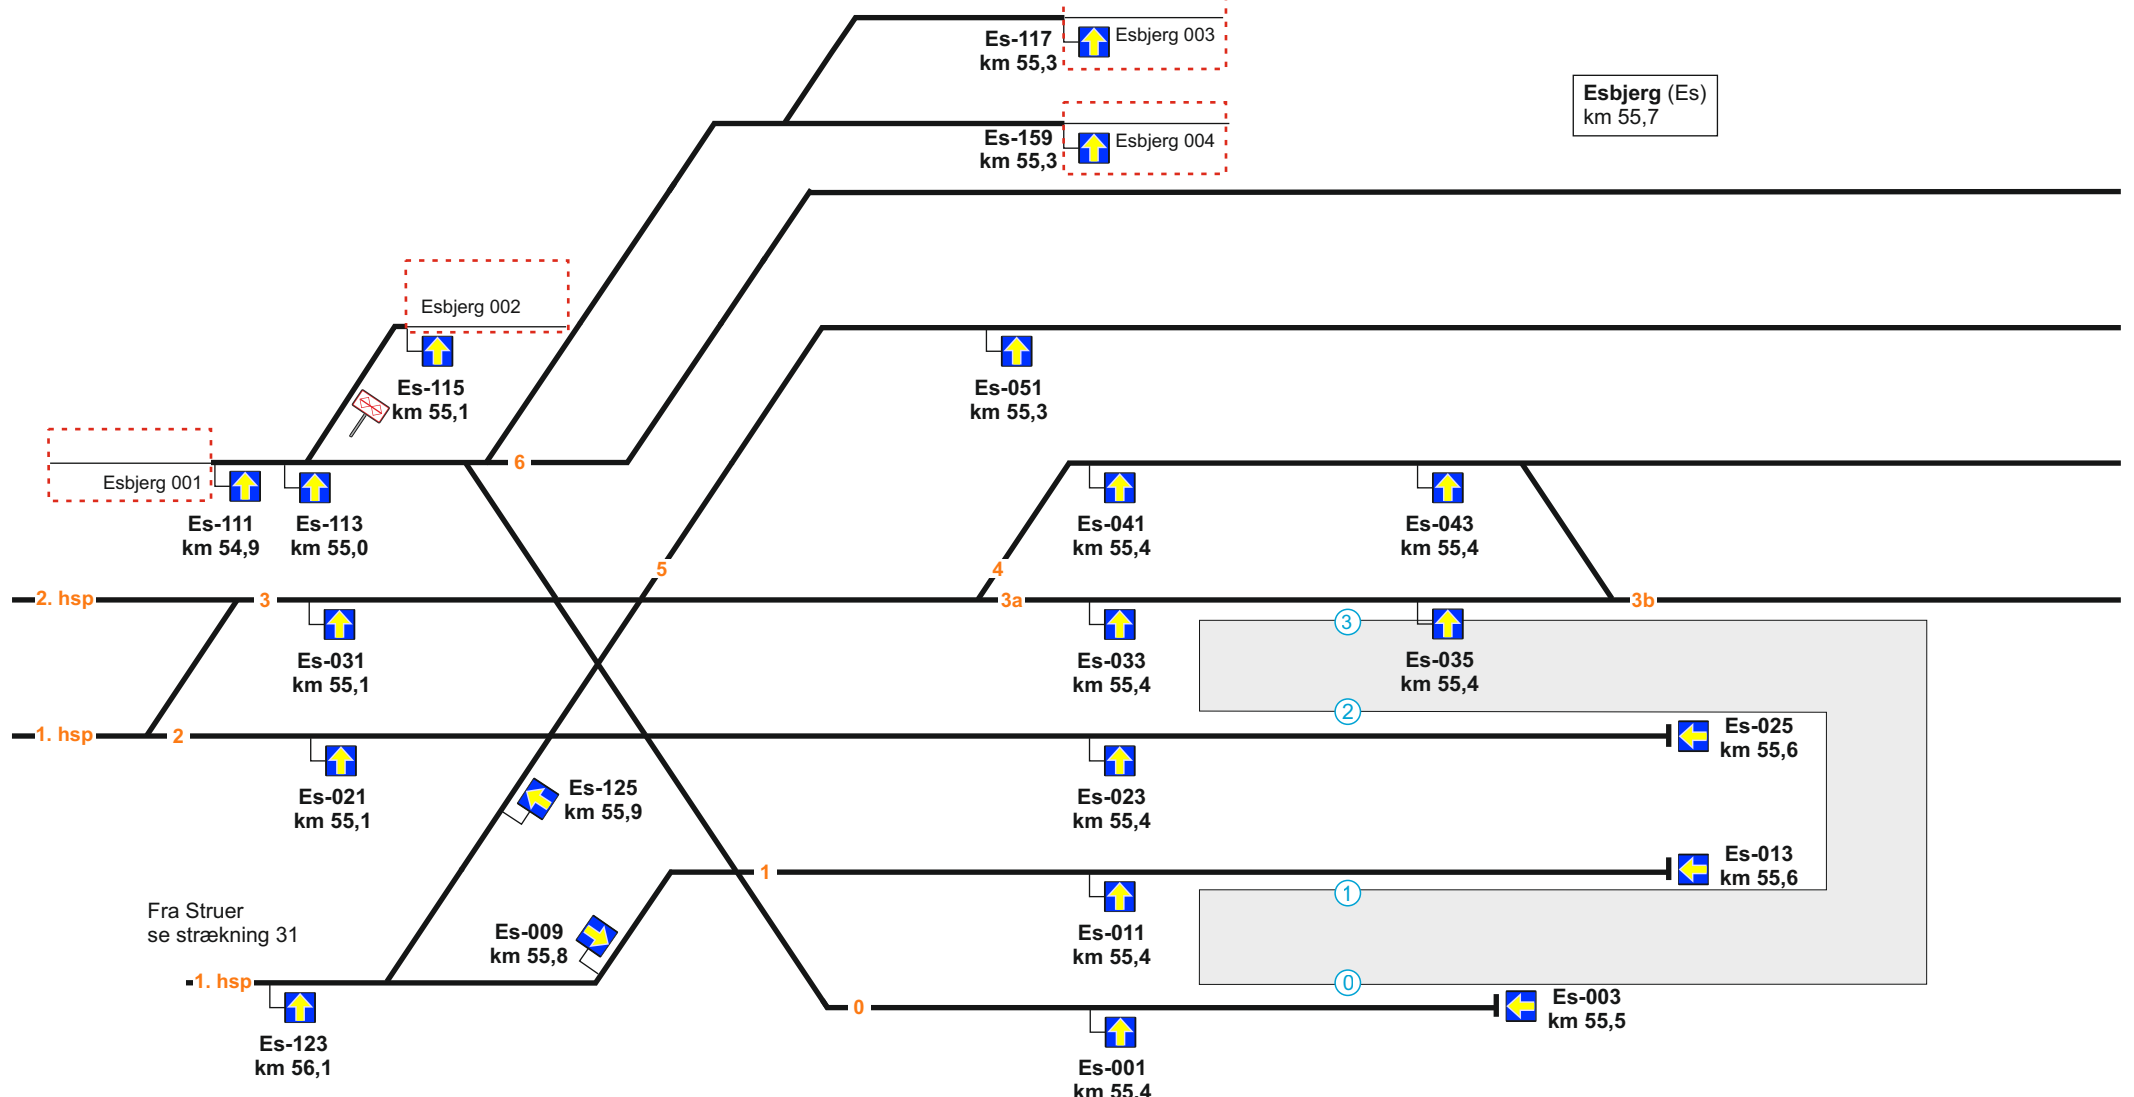 Es-117
km 55,3
Esbjerg 003
Esbjerg (Es)
km 55,7
Es-159
km 55,3
Esbjerg 004
Esbjerg 002
Es-115
km 55,1
Es-051
km 55,3
6
Esbjerg 001
Es-111
km 54,9
Es-113
km 55,0
Es-041
km 55,4
Es-043
km 55,4
5
4
2. hsp
3
3a
3b
3
Es-031
km 55,1
Es-033
km 55,4
Es-035
km 55,4
2
1. hsp
2
Es-025
km 55,6
Es-021
km 55,1
Es-125
km 55,9
Es-023
km 55,4
Es-013
km 55,6
1
1
Fra Struer
se strækning 31
Es-009
km 55,8
Es-011
km 55,4
1. hsp
0
0
Es-003
km 55,5
Es-123
km 56,1
Es-001
km 55,4